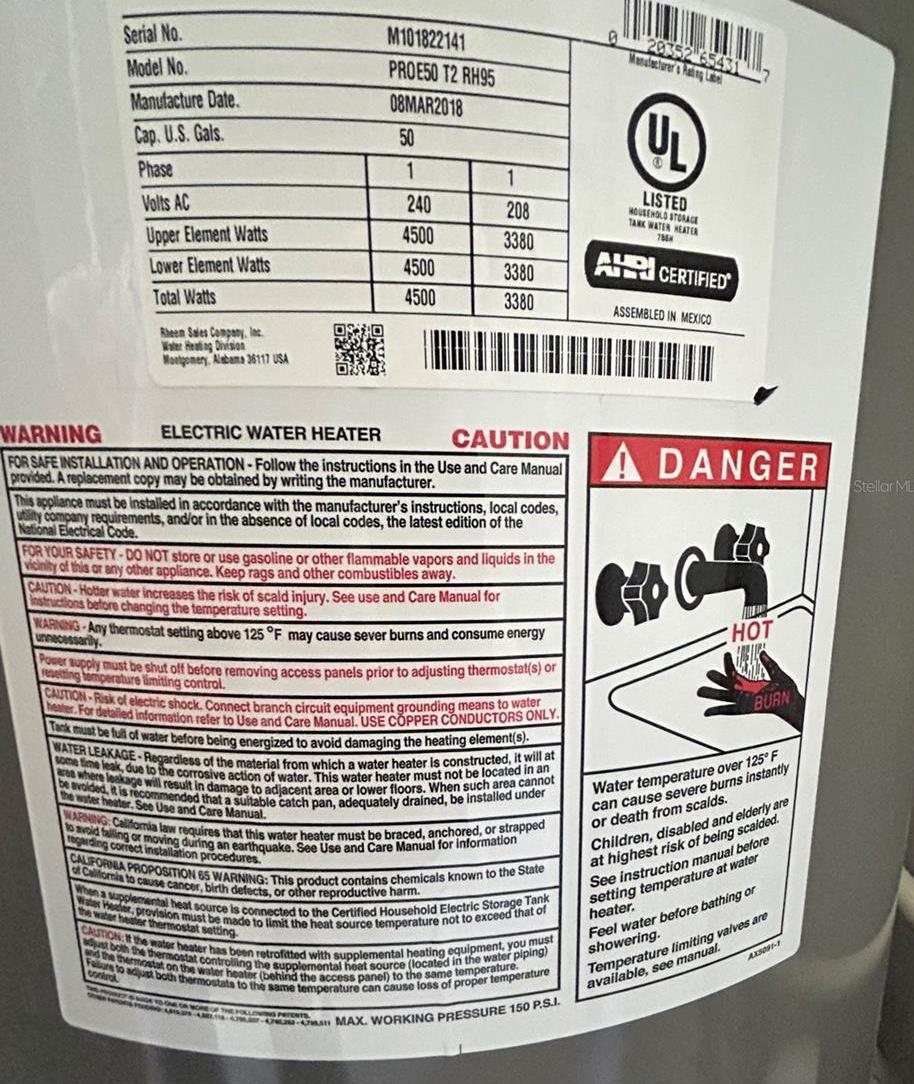 Serial No. M101822141
Model No. PROE50 T2 RH95
Manufacture Date. 08MAR2018
Cap. U.S. Gals. 50
Phase 1 1
Volts AC 240 208
Upper Element Watts 4500 3380
Lower Element Watts 4500 3380
Total Watts 4500 3380
Rheem Sales Company, Inc.
Water Heating Division
Montgomery, Alabama 36117 USA
0 20352 65431 7
Manufacturer's Rating Label
UL
®
LISTED
HOUSEHOLD STORAGE
TANK WATER HEATER
AHRI CERTIFIED®
ASSEMBLED IN MEXICO
WARNING ELECTRIC WATER HEATER CAUTION
FOR SAFE INSTALLATION AND OPERATION - Follow the instructions in the Use and Care Manual
provided. A replacement copy may be obtained by writing the manufacturer.
This appliance must be installed in accordance with the manufacturer's instructions, local codes,
utility company requirements, and/or in the absence of local codes, the latest edition of the
National Electrical Code.
FOR YOUR SAFETY - DO NOT store or use gasoline or other flammable vapors and liquids in the
vicinity of this or any other appliance. Keep rags and other combustibles away.
CAUTION - Hotter water increases the risk of scald injury. See use and Care Manual for
instructions before changing the temperature setting.
WARNING - Any thermostat setting above 125 °F may cause sever burns and consume energy
unnecessarily.
Power supply must be shut off before removing access panels prior to adjusting thermostat(s) or
resetting temperature limiting control.
CAUTION - Risk of electric shock. Connect branch circuit equipment grounding means to water
heater. For detailed information refer to Use and Care Manual. USE COPPER CONDUCTORS ONLY.
Tank must be full of water before being energized to avoid damaging the heating element(s).
WATER LEAKAGE - Regardless of the material from which a water heater is constructed, it will at
some time leak, due to the corrosive action of water. This water heater must not be located in an
area where leakage will result in damage to adjacent area or lower floors. When such area cannot
be avoided, it is recommended that a suitable catch pan, adequately drained, be installed under
the water heater. See Use and Care Manual.
WARNING: California law requires that this water heater must be braced, anchored, or strapped
to avoid falling or moving during an earthquake. See Use and Care Manual for information
regarding correct installation procedures.
CALIFORNIA PROPOSITION 65 WARNING: This product contains chemicals known to the State
of California to cause cancer, birth defects, or other reproductive harm.
When a supplemental heat source is connected to the Certified Household Electric Storage Tank
Water Heater, provision must be made to limit the heat source temperature not to exceed that of
the water heater thermostat setting.
CAUTION: If the water heater has been retrofitted with supplemental heating equipment, you must
adjust both the thermostat controlling the supplemental heat source (located in the water piping)
and the thermostat on the water heater (behind the access panel) to the same temperature.
Failure to adjust both thermostats to the same temperature can cause loss of proper temperature
control.
THIS PRODUCT IS MADE TO ONE OR MORE OF THE FOLLOWING PATENTS.
MAX. WORKING PRESSURE 150 P.S.I.
DANGER
HOT
BURN
Water temperature over 125° F
can cause severe burns instantly
or death from scalds.
Children, disabled and elderly are
at highest risk of being scalded.
See instruction manual before
setting temperature at water
heater.
Feel water before bathing or
showering.
Temperature limiting valves are
available, see manual.
AX5091-1
Stellar ML